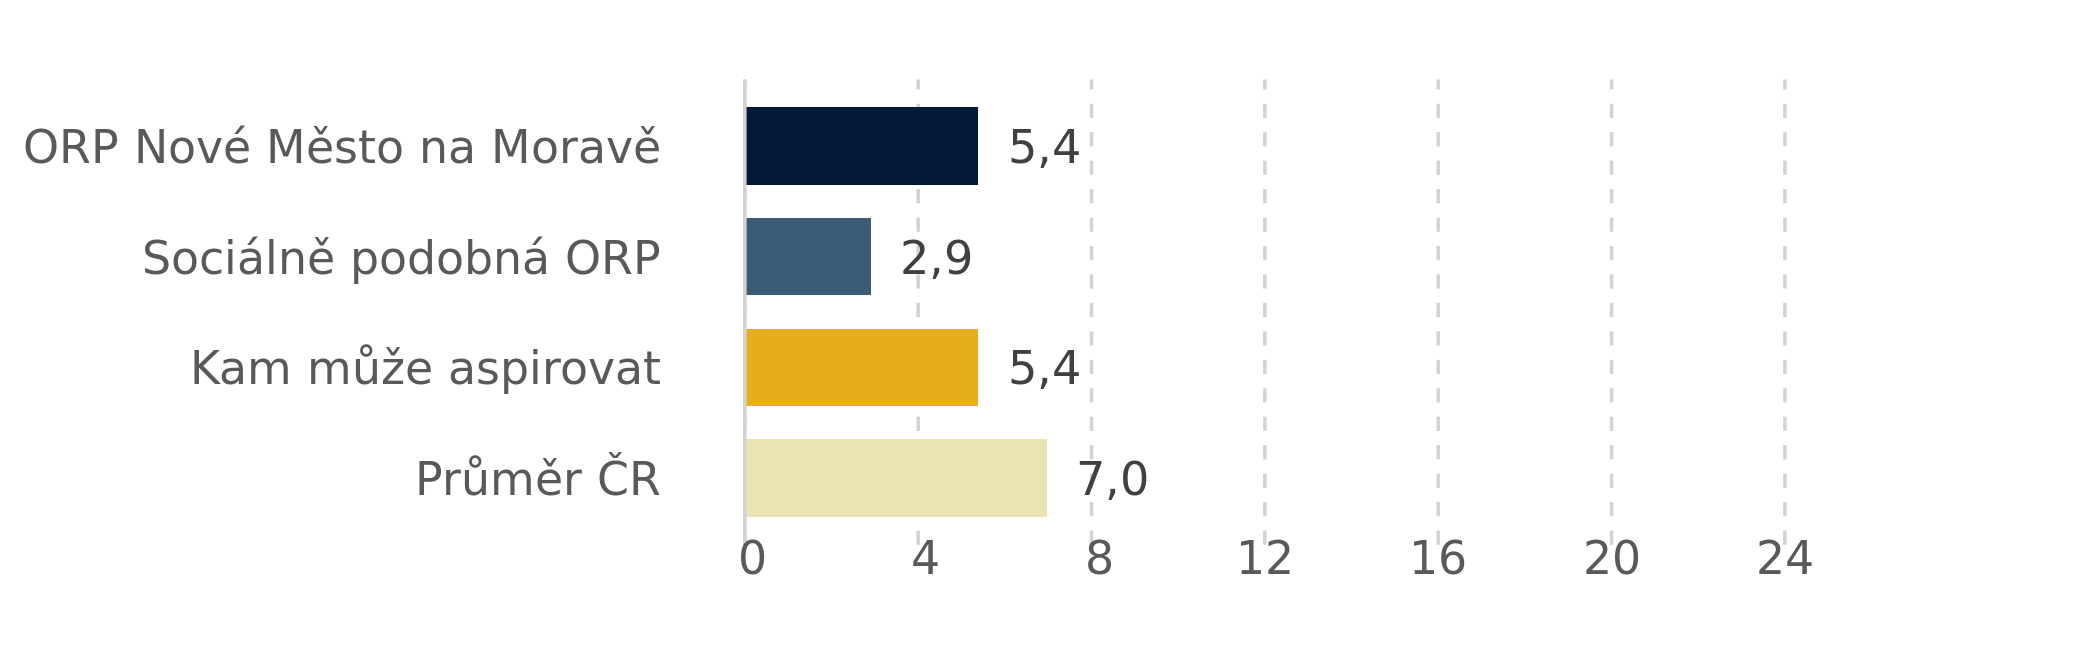 ORP Nové Město na Moravě 5,4
Sociálně podobná ORP 2,9
Kam může aspirovat 5,4
Průměr ČR 7,0
0 4 8 12 16 20 24